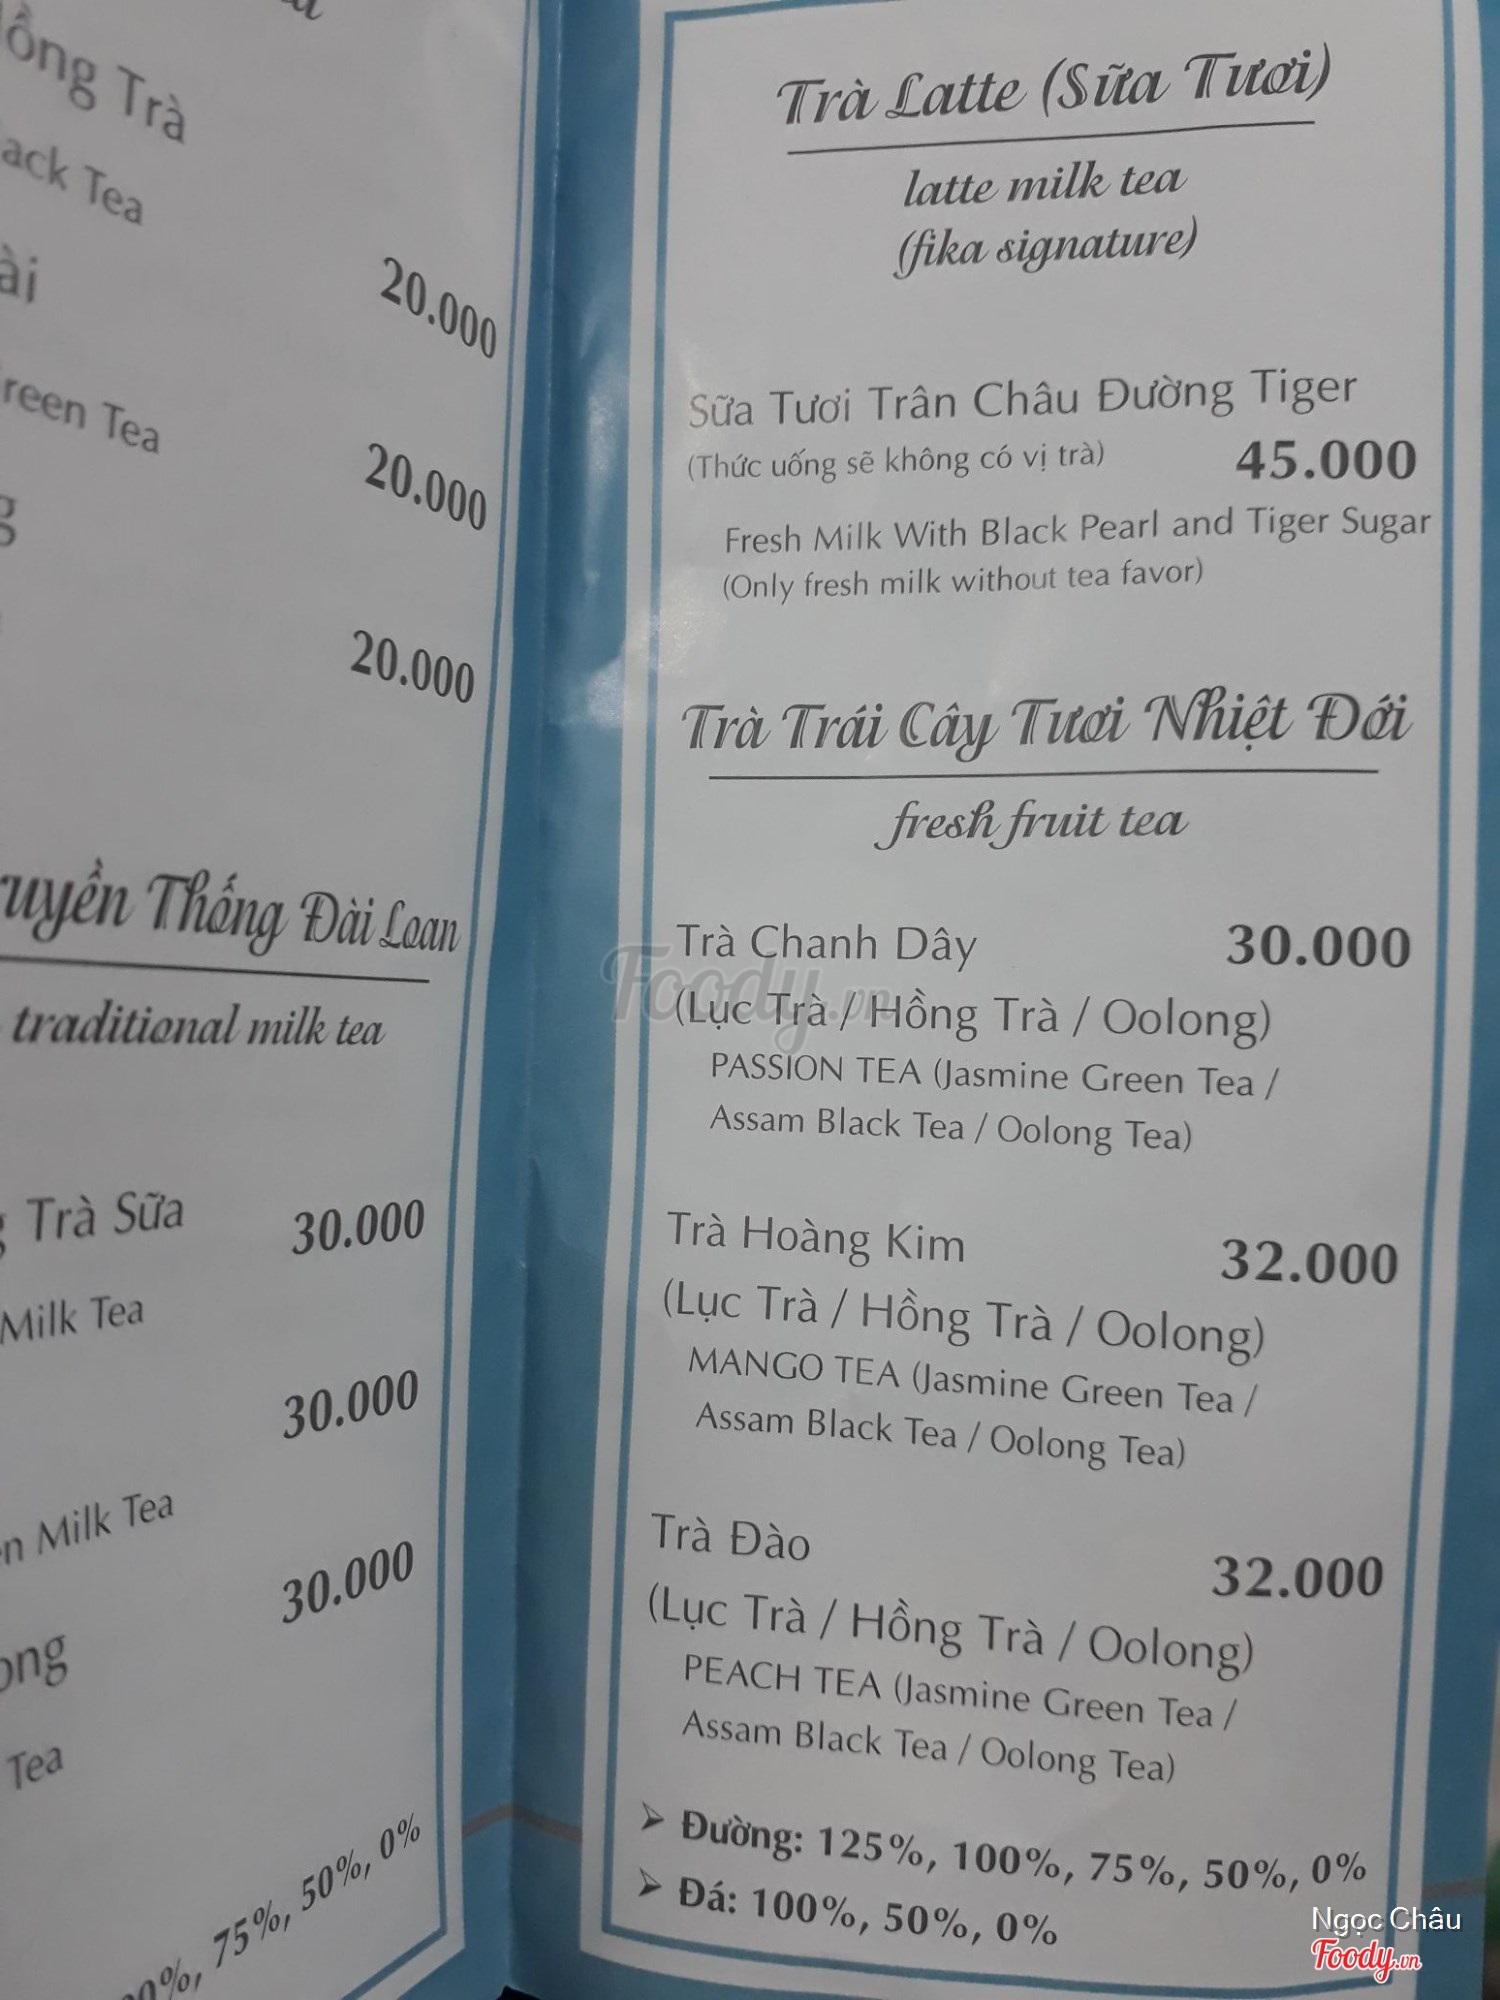 Hồng Trà
Black Tea
20.000
Green Tea
20.000
20.000
Truyền Thống Đài Loan
traditional milk tea
Trà Sữa
30.000
Milk Tea
30.000
Milk Tea
30.000
Tea
75%, 50%, 0%
Trà Latte (Sữa Tươi)
latte milk tea
(fika signature)
Sữa Tươi Trân Châu Đường Tiger
(Thức uống sẽ không có vị trà) 45.000
Fresh Milk With Black Pearl and Tiger Sugar
(Only fresh milk without tea favor)
Trà Trái Cây Tươi Nhiệt Đới
fresh fruit tea
Trà Chanh Dây 30.000
(Lục Trà / Hồng Trà / Oolong)
PASSION TEA (Jasmine Green Tea /
Assam Black Tea / Oolong Tea)
Trà Hoàng Kim 32.000
(Lục Trà / Hồng Trà / Oolong)
MANGO TEA (Jasmine Green Tea /
Assam Black Tea / Oolong Tea)
Trà Đào 32.000
(Lục Trà / Hồng Trà / Oolong)
PEACH TEA (Jasmine Green Tea /
Assam Black Tea / Oolong Tea)
➢ Đường: 125%, 100%, 75%, 50%, 0%
➢ Đá: 100%, 50%, 0%
Foody.vn
Ngọc Châu
Foody.vn